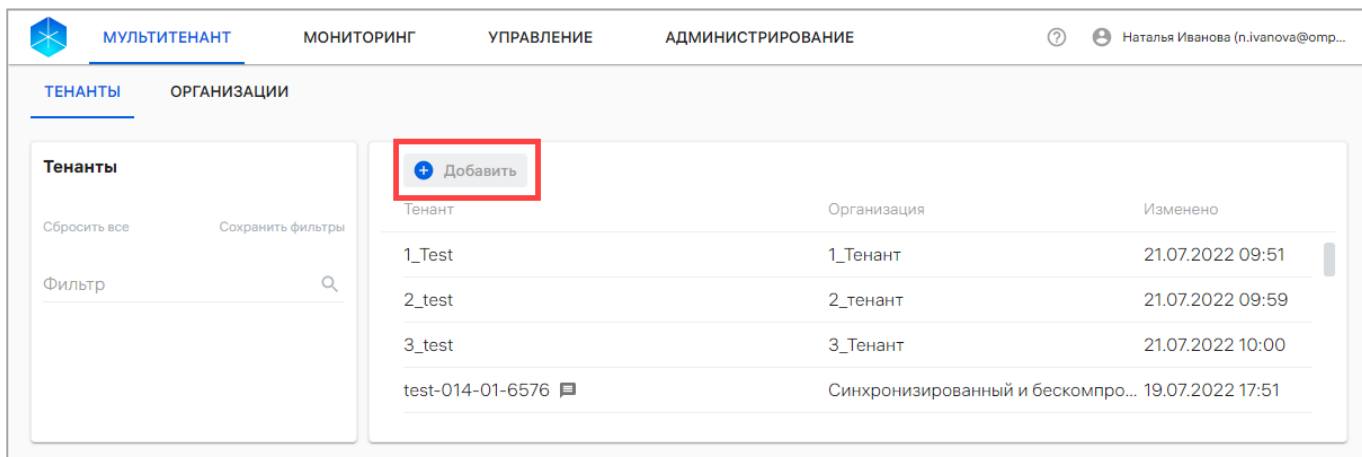 МУЛЬТИТЕНАНТ МОНИТОРИНГ УПРАВЛЕНИЕ АДМИНИСТРИРОВАНИЕ Наталья Иванова (n.ivanova@omp...
ТЕНАНТЫ ОРГАНИЗАЦИИ
Тенанты
Сбросить все Сохранить фильтры
Фильтр
Добавить
Тенант Организация Изменено
1_Test 1_Тенант 21.07.2022 09:51
2_test 2_тенант 21.07.2022 09:59
3_test 3_Тенант 21.07.2022 10:00
test-014-01-6576 Синхронизированный и бескомпро... 19.07.2022 17:51